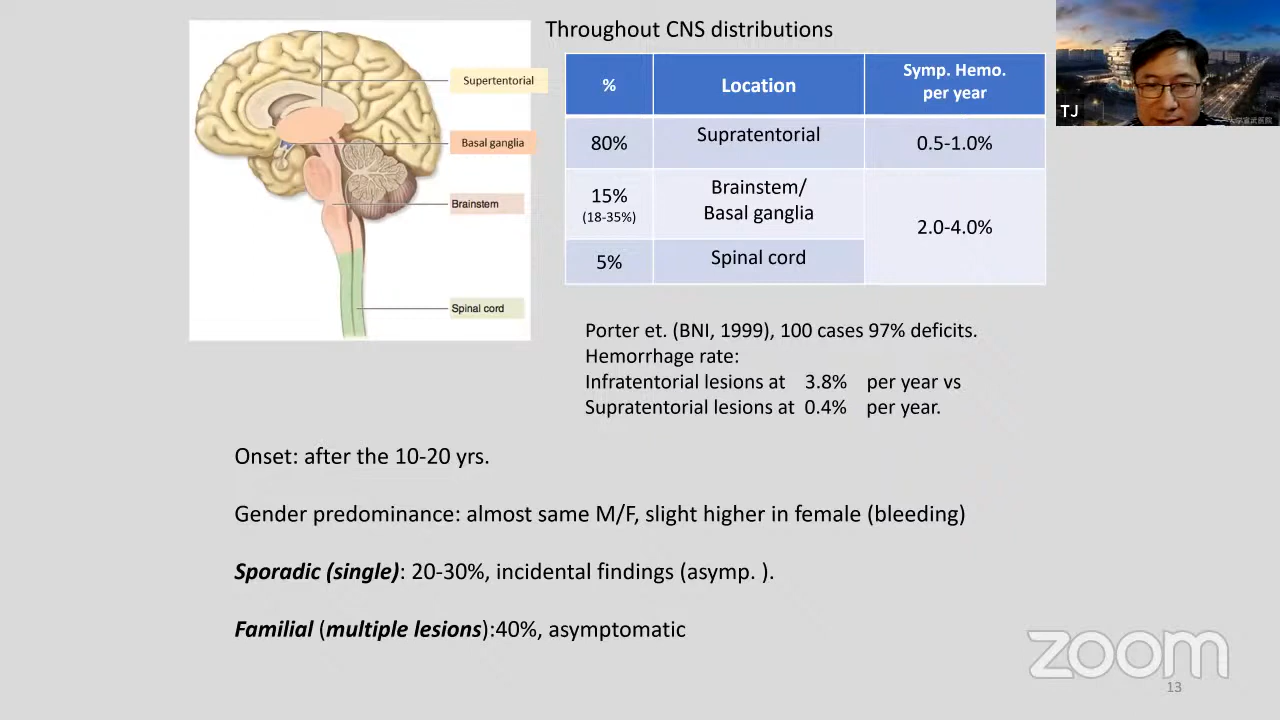 Throughout CNS distributions
Supertentorial
Basal ganglia
Brainstem
Spinal cord
% Location Symp. Hemo. per year
80% Supratentorial 0.5-1.0%
15% (18-35%) Brainstem/ Basal ganglia 2.0-4.0%
5% Spinal cord
TJ
Porter et. (BNI, 1999), 100 cases 97% deficits.
Hemorrhage rate:
Infratentorial lesions at 3.8% per year vs
Supratentorial lesions at 0.4% per year.
Onset: after the 10-20 yrs.
Gender predominance: almost same M/F, slight higher in female (bleeding)
Sporadic (single): 20-30%, incidental findings (asymp. ).
Familial (multiple lesions):40%, asymptomatic
zoom
13